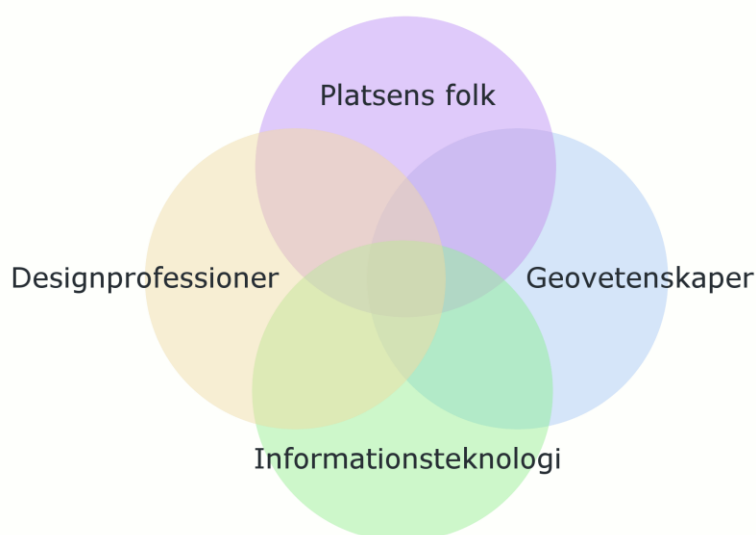 Platsens folk
Designprofessioner
Geovetenskaper
Informationsteknologi